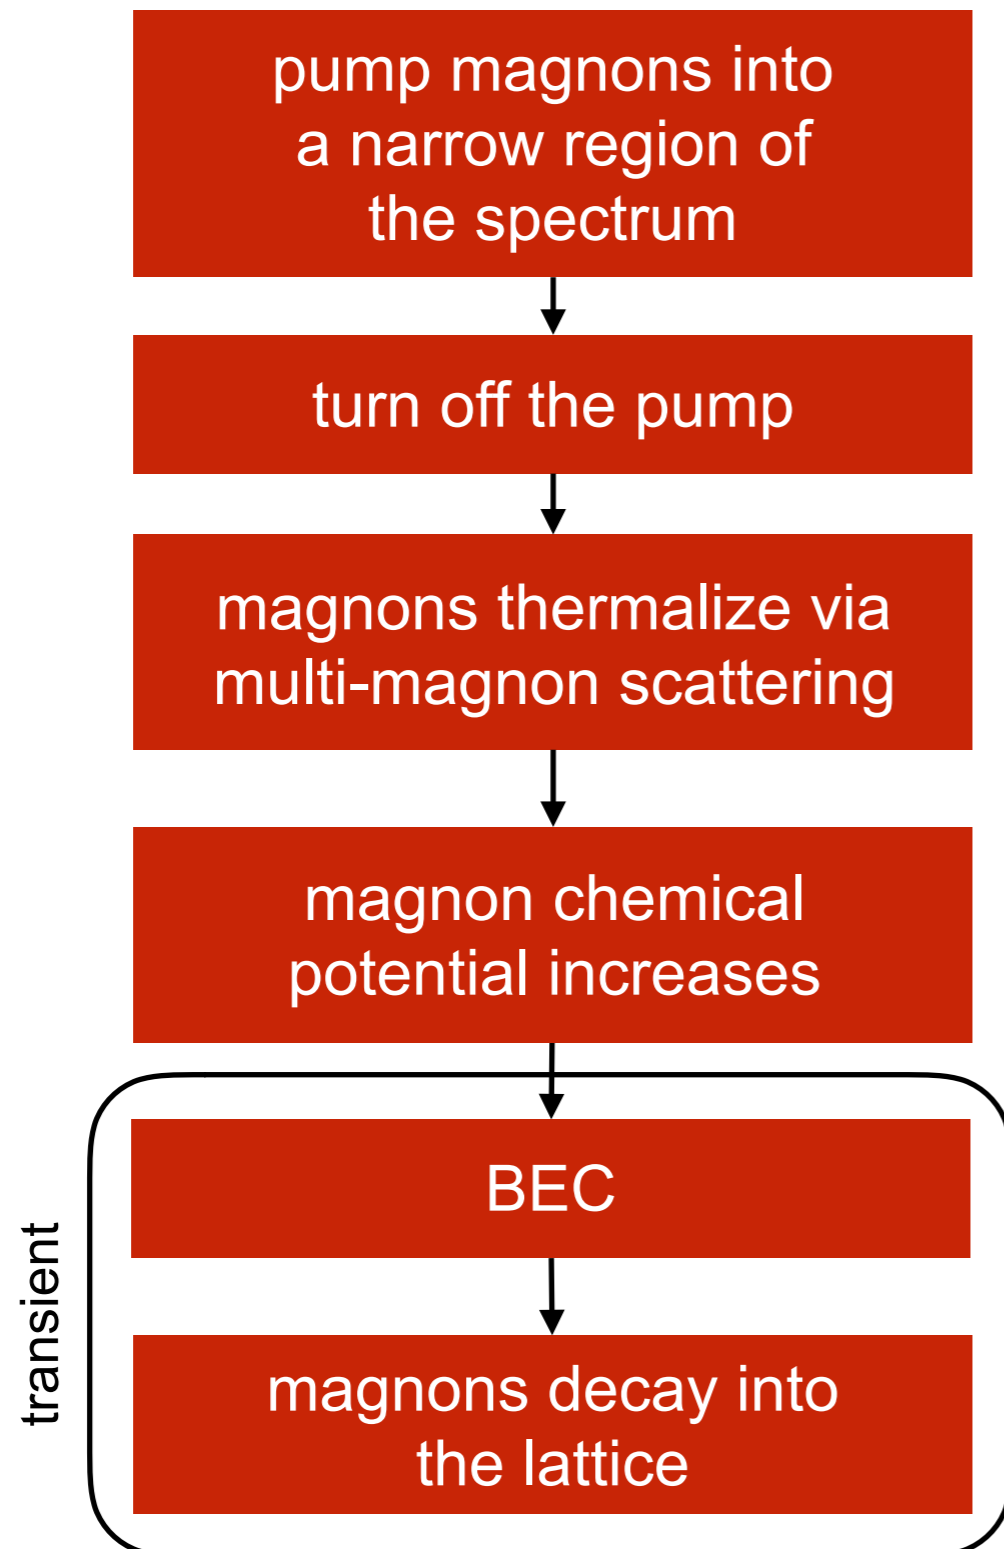 pump magnons into
a narrow region of
the spectrum
turn off the pump
magnons thermalize via
multi-magnon scattering
magnon chemical
potential increases
transient
BEC
magnons decay into
the lattice